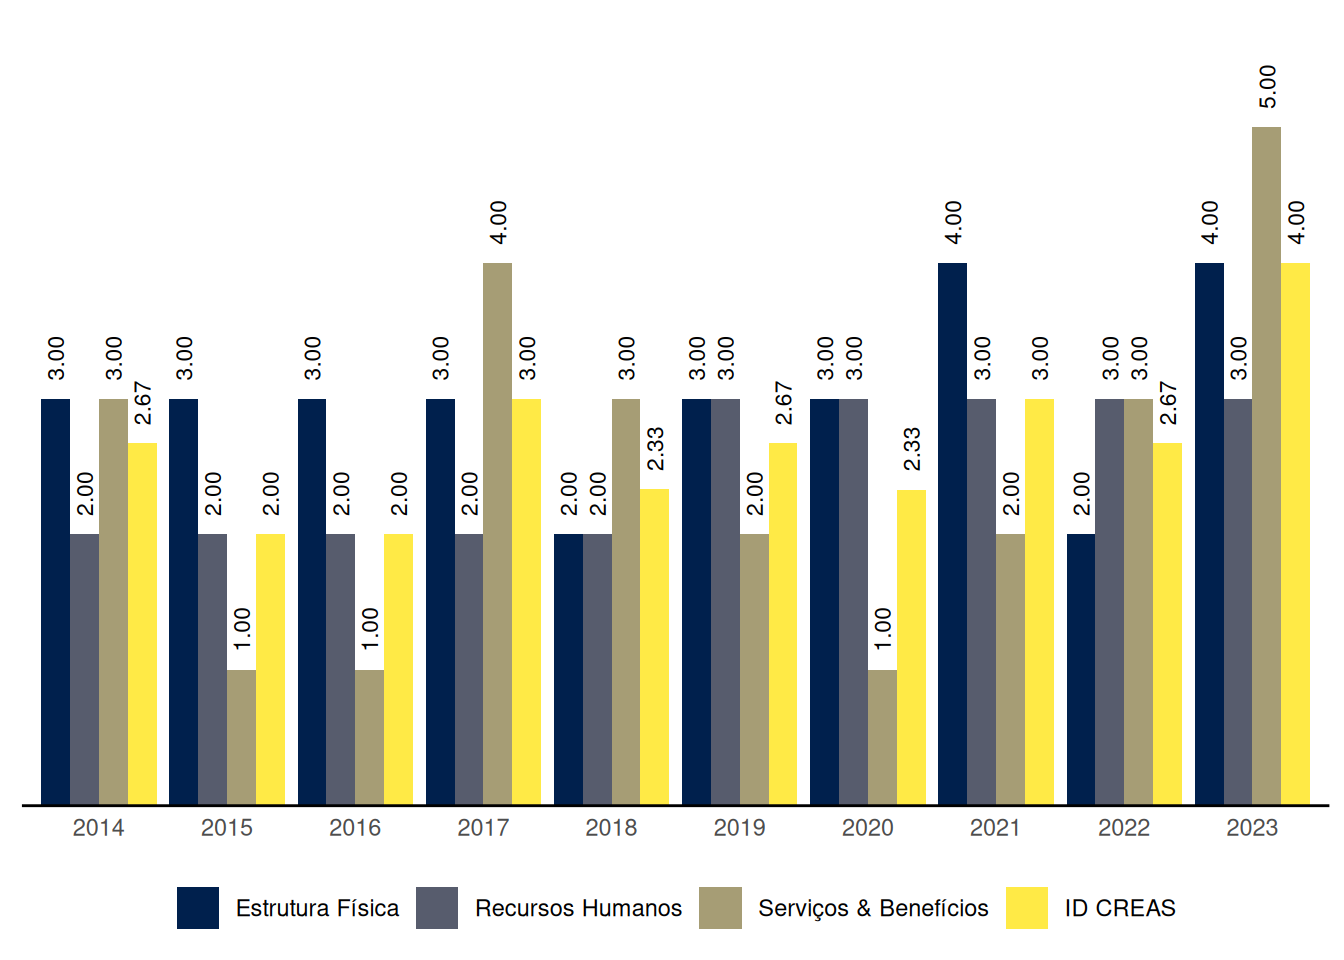 5.00
4.00 4.00 4.00 4.00
3.00 3.00 3.00 3.00 3.00 3.00 3.00 3.00 3.00 3.00 3.00 3.00 3.00 3.00 3.00 3.00
2.67 2.67 2.67
2.33 2.33
2.00 2.00 2.00 2.00 2.00 2.00 2.00 2.00 2.00 2.00 2.00
1.00 1.00 1.00
2014 2015 2016 2017 2018 2019 2020 2021 2022 2023
Estrutura Física Recursos Humanos Serviços & Benefícios ID CREAS